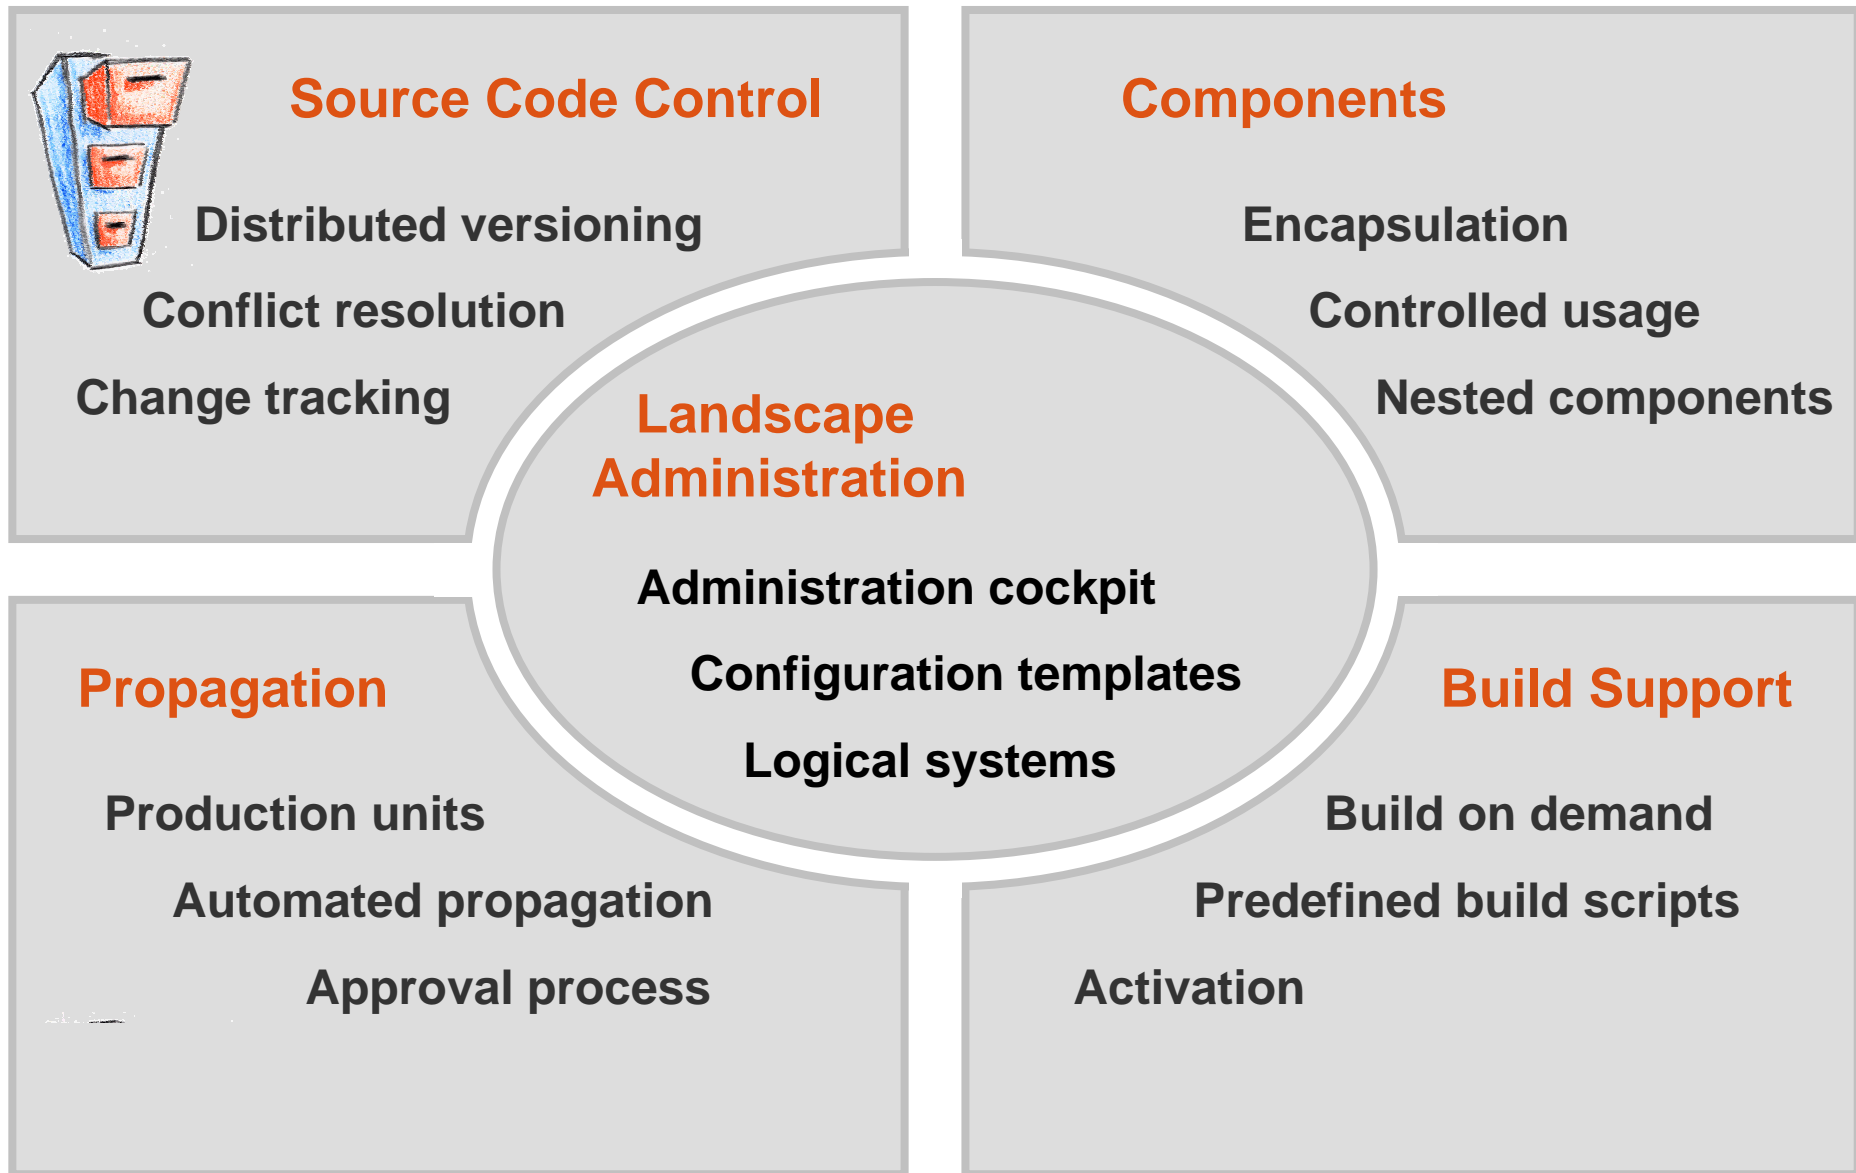 Source Code Control
Distributed versioning
Conflict resolution
Change tracking
Components
Encapsulation
Controlled usage
Nested components
Landscape
Administration
Administration cockpit
Configuration templates
Logical systems
Propagation
Production units
Automated propagation
Approval process
Build Support
Build on demand
Predefined build scripts
Activation